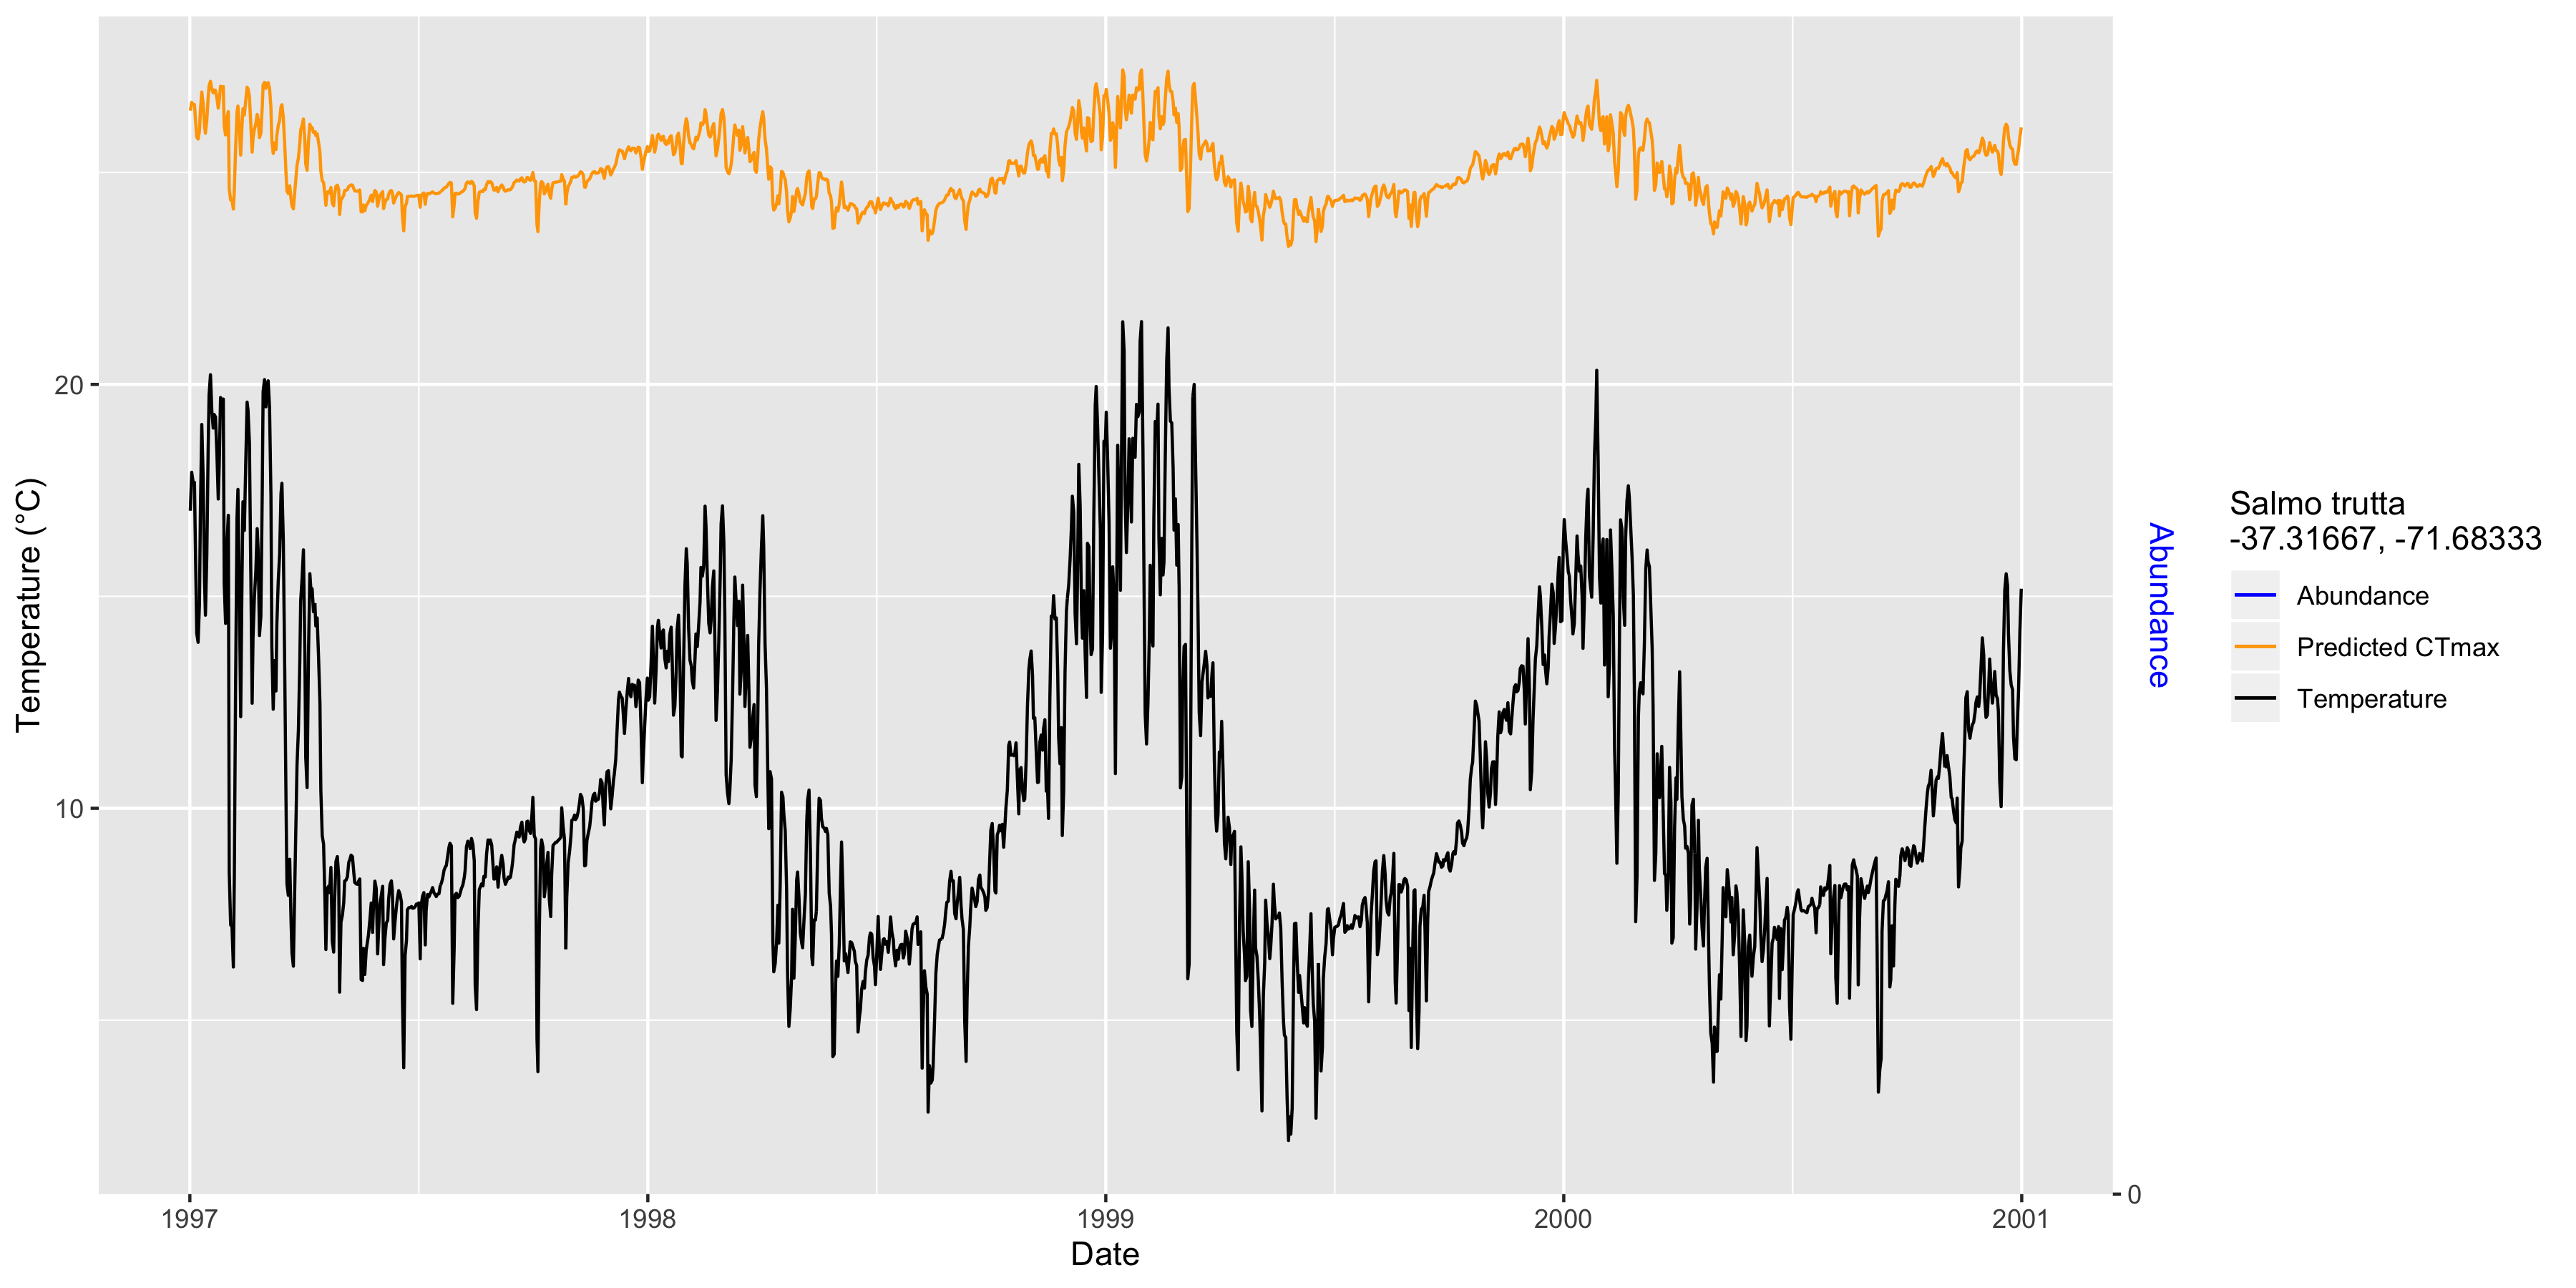 Temperature (°C)
20
10
1997
1998
1999
2000
2001
Date
0
Abundance
Salmo trutta
-37.31667, -71.68333
Abundance
Predicted CTmax
Temperature